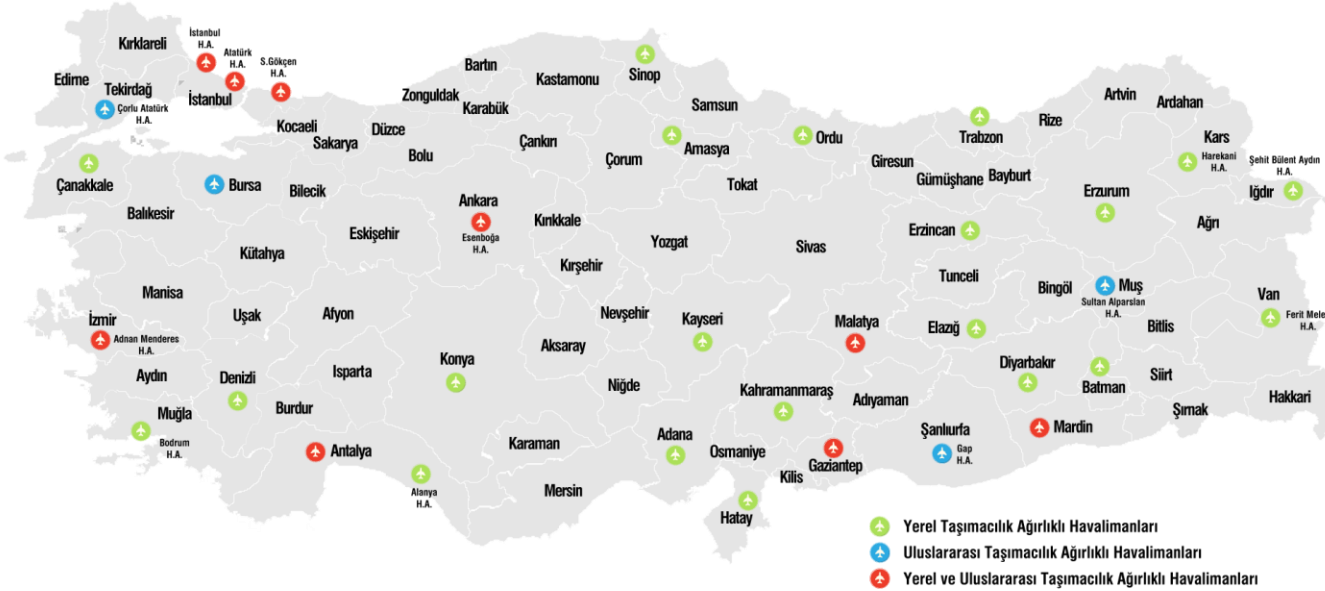 Kırklareli
İstanbul
H.A.
Atatürk
H.A.
S.Gökçen
H.A.
Edirne
Tekirdağ
Çorlu Atatürk
H.A.
İstanbul
Kocaeli
Sakarya
Düzce
Bolu
Zonguldak
Bartın
Karabük
Kastamonu
Sinop
Samsun
Çankırı
Çorum
Amasya
Ordu
Tokat
Giresun
Trabzon
Gümüşhane
Bayburt
Rize
Artvin
Ardahan
Kars
Harekani
H.A.
Şehit Bülent Aydın
H.A.
Iğdır
Çanakkale
Balıkesir
Bursa
Bilecik
Kütahya
Eskişehir
Ankara
Esenboğa
H.A.
Kırıkkale
Kırşehir
Yozgat
Sivas
Erzincan
Erzurum
Ağrı
Tunceli
Bingöl
Muş
Sultan Alparslan
H.A.
Van
Ferit Mele
H.A.
Manisa
İzmir
Adnan Menderes
H.A.
Uşak
Afyon
Nevşehir
Aksaray
Kayseri
Malatya
Elazığ
Bitlis
Aydın
Denizli
Isparta
Konya
Niğde
Kahramanmaraş
Adıyaman
Diyarbakır
Batman
Siirt
Şırnak
Hakkari
Muğla
Bodrum
H.A.
Burdur
Antalya
Alanya
H.A.
Karaman
Mersin
Adana
Osmaniye
Kilis
Gaziantep
Şanlıurfa
Gap
H.A.
Mardin
Hatay
Yerel Taşımacılık Ağırlıklı Havalimanları
Uluslararası Taşımacılık Ağırlıklı Havalimanları
Yerel ve Uluslararası Taşımacılık Ağırlıklı Havalimanları